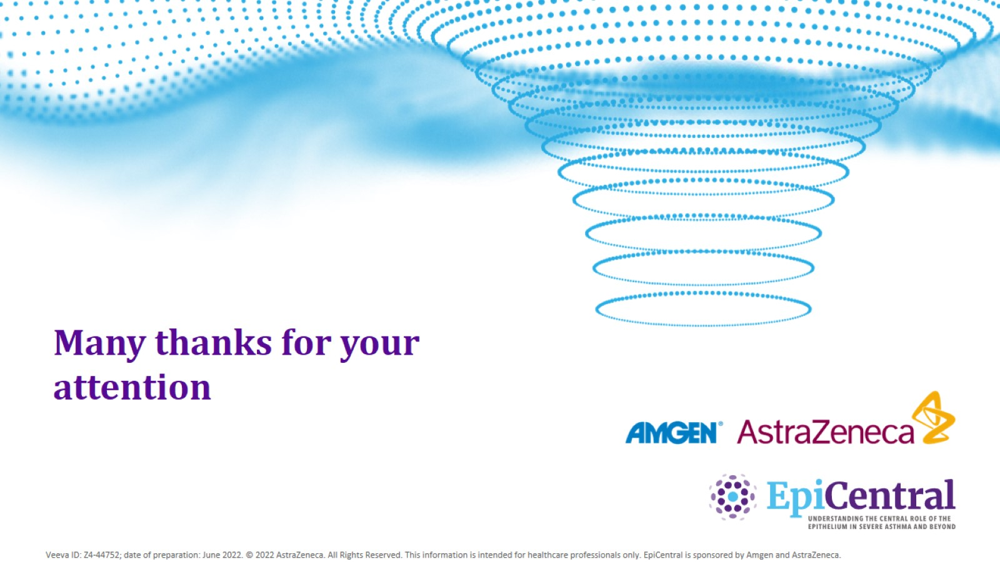 Many thanks for your
attention
AMGEN®
AstraZeneca
EpiCentral
UNDERSTANDING THE CENTRAL ROLE OF THE
EPITHELIUM IN SEVERE ASTHMA AND BEYOND
Veeva ID: Z4-44752; date of preparation: June 2022. © 2022 AstraZeneca. All Rights Reserved. This information is intended for healthcare professionals only. EpiCentral is sponsored by Amgen and AstraZeneca.